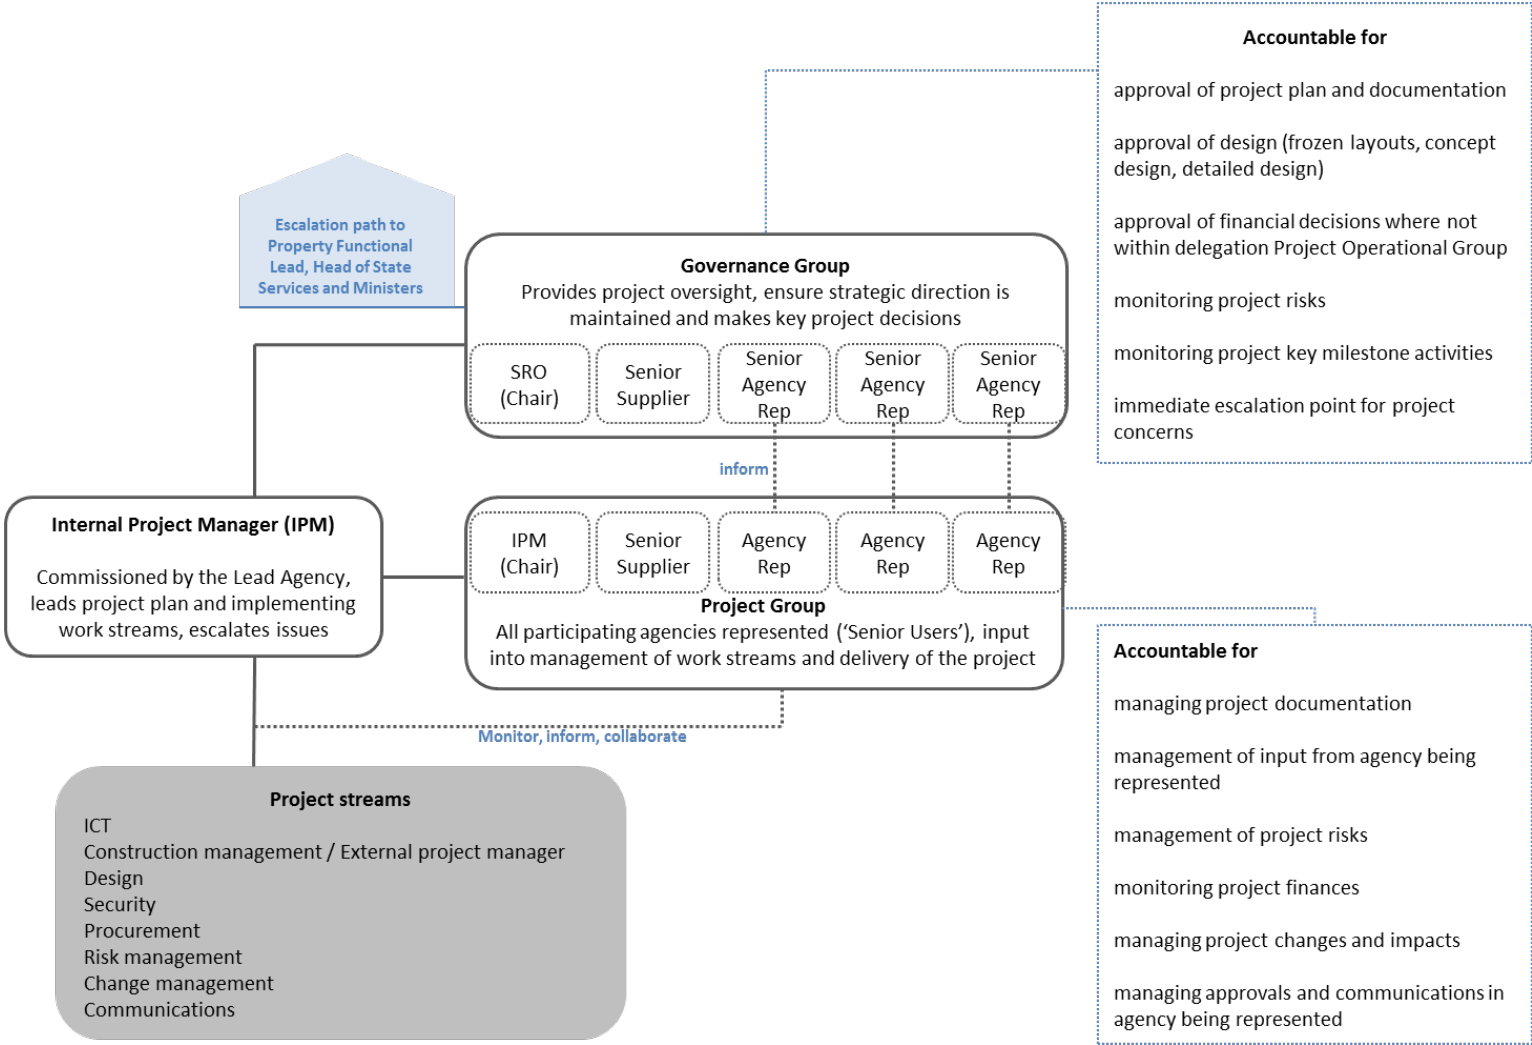 Accountable for
approval of project plan and documentation
approval of design (frozen layouts, concept
design, detailed design)
approval of financial decisions where not
within delegation Project Operational Group
monitoring project risks
monitoring project key milestone activities
immediate escalation point for project
concerns
Escalation path to
Property Functional
Lead, Head of State
Services and Ministers
Governance Group
Provides project oversight, ensure strategic direction is
maintained and makes key project decisions
SRO
(Chair)
Senior
Supplier
Senior
Agency
Rep
Senior
Agency
Rep
Senior
Agency
Rep
inform
Internal Project Manager (IPM)
Commissioned by the Lead Agency,
leads project plan and implementing
work streams, escalates issues
IPM
(Chair)
Senior
Supplier
Agency
Rep
Agency
Rep
Agency
Rep
Project Group
All participating agencies represented (‘Senior Users’), input
into management of work streams and delivery of the project
Monitor, inform, collaborate
Accountable for
managing project documentation
management of input from agency being
represented
management of project risks
monitoring project finances
managing project changes and impacts
managing approvals and communications in
agency being represented
Project streams
ICT
Construction management / External project manager
Design
Security
Procurement
Risk management
Change management
Communications